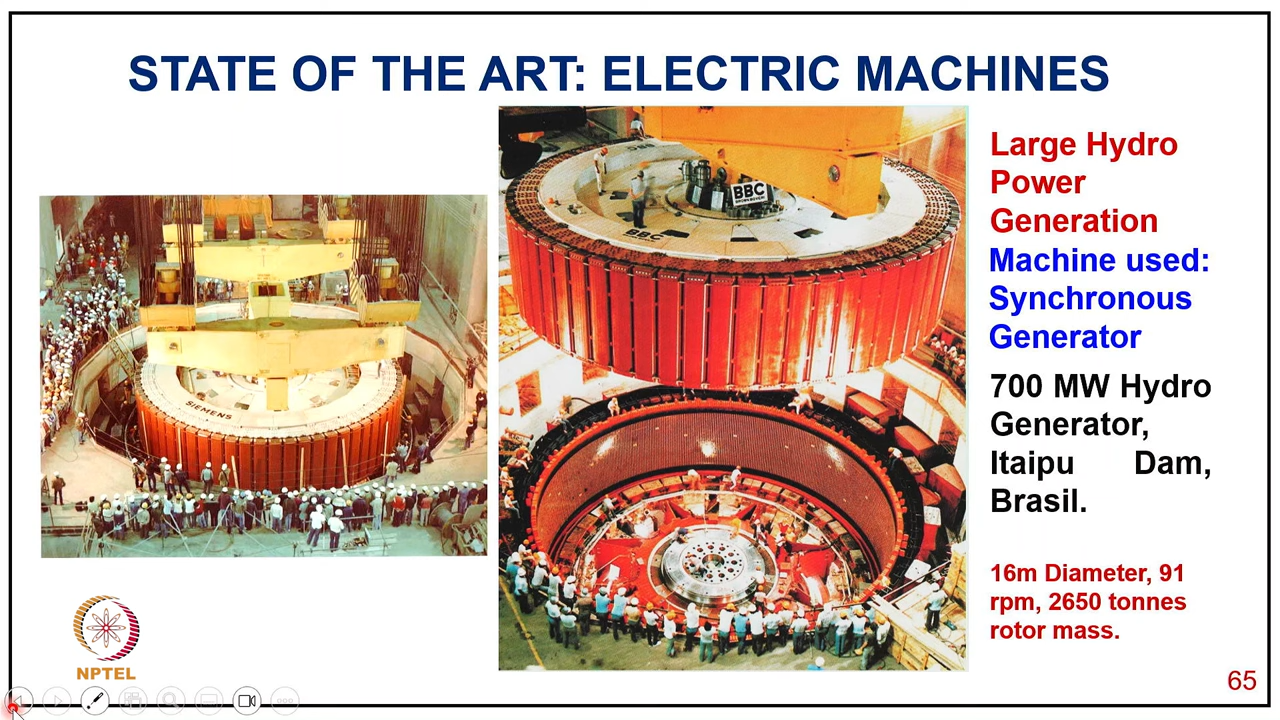 STATE OF THE ART: ELECTRIC MACHINES
SIEMENS
BBC
BBC
Large Hydro
Power
Generation
Machine used:
Synchronous
Generator
700 MW Hydro
Generator,
Itaipu Dam,
Brasil.
16m Diameter, 91
rpm, 2650 tonnes
rotor mass.
NPTEL
65